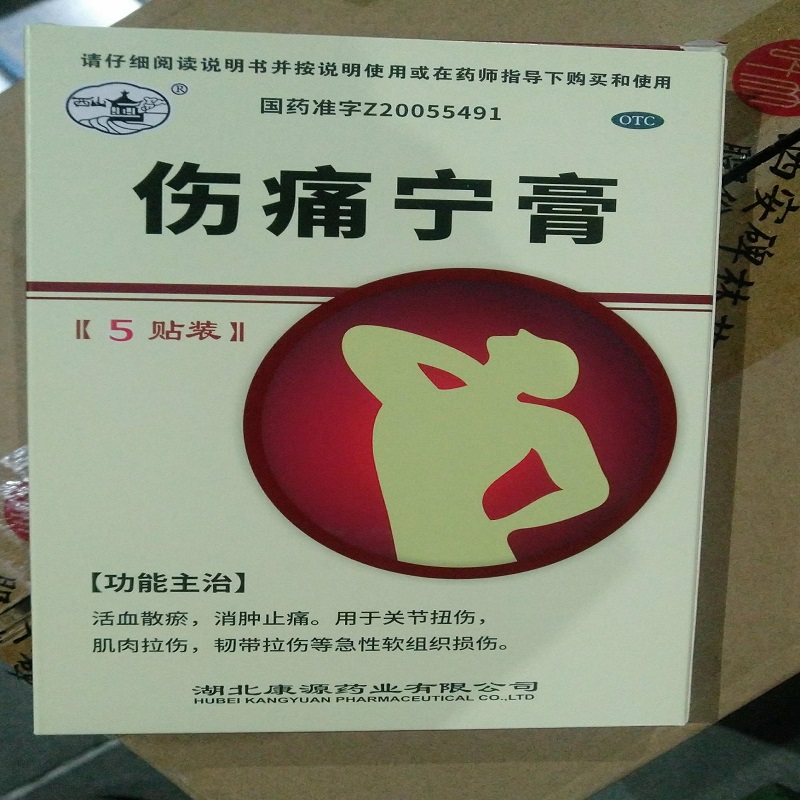 请仔细阅读说明书并按说明使用或在药师指导下购买和使用
西山
®
国药准字Z20055491
OTC
伤痛宁膏
【5贴装】
【功能主治】
活血散瘀，消肿止痛。用于关节扭伤，
肌肉拉伤，韧带拉伤等急性软组织损伤。
湖北康源药业有限公司
HUBEI KANGYUAN PHARMACEUTICAL CO.,LTD
西安碑林